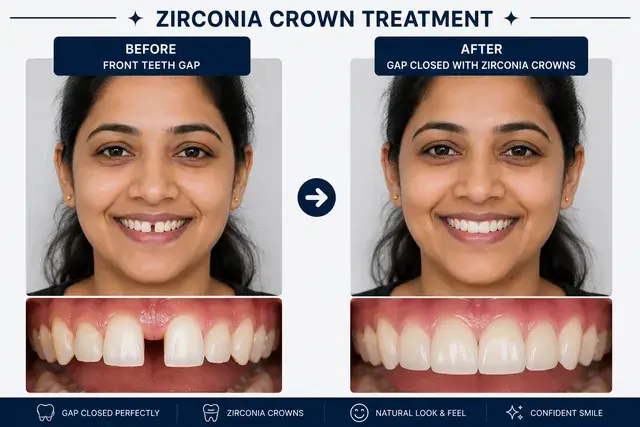 ZIRCONIA CROWN TREATMENT
BEFORE
FRONT TEETH GAP
AFTER
GAP CLOSED WITH ZIRCONIA CROWNS
GAP CLOSED PERFECTLY
ZIRCONIA CROWNS
NATURAL LOOK & FEEL
CONFIDENT SMILE